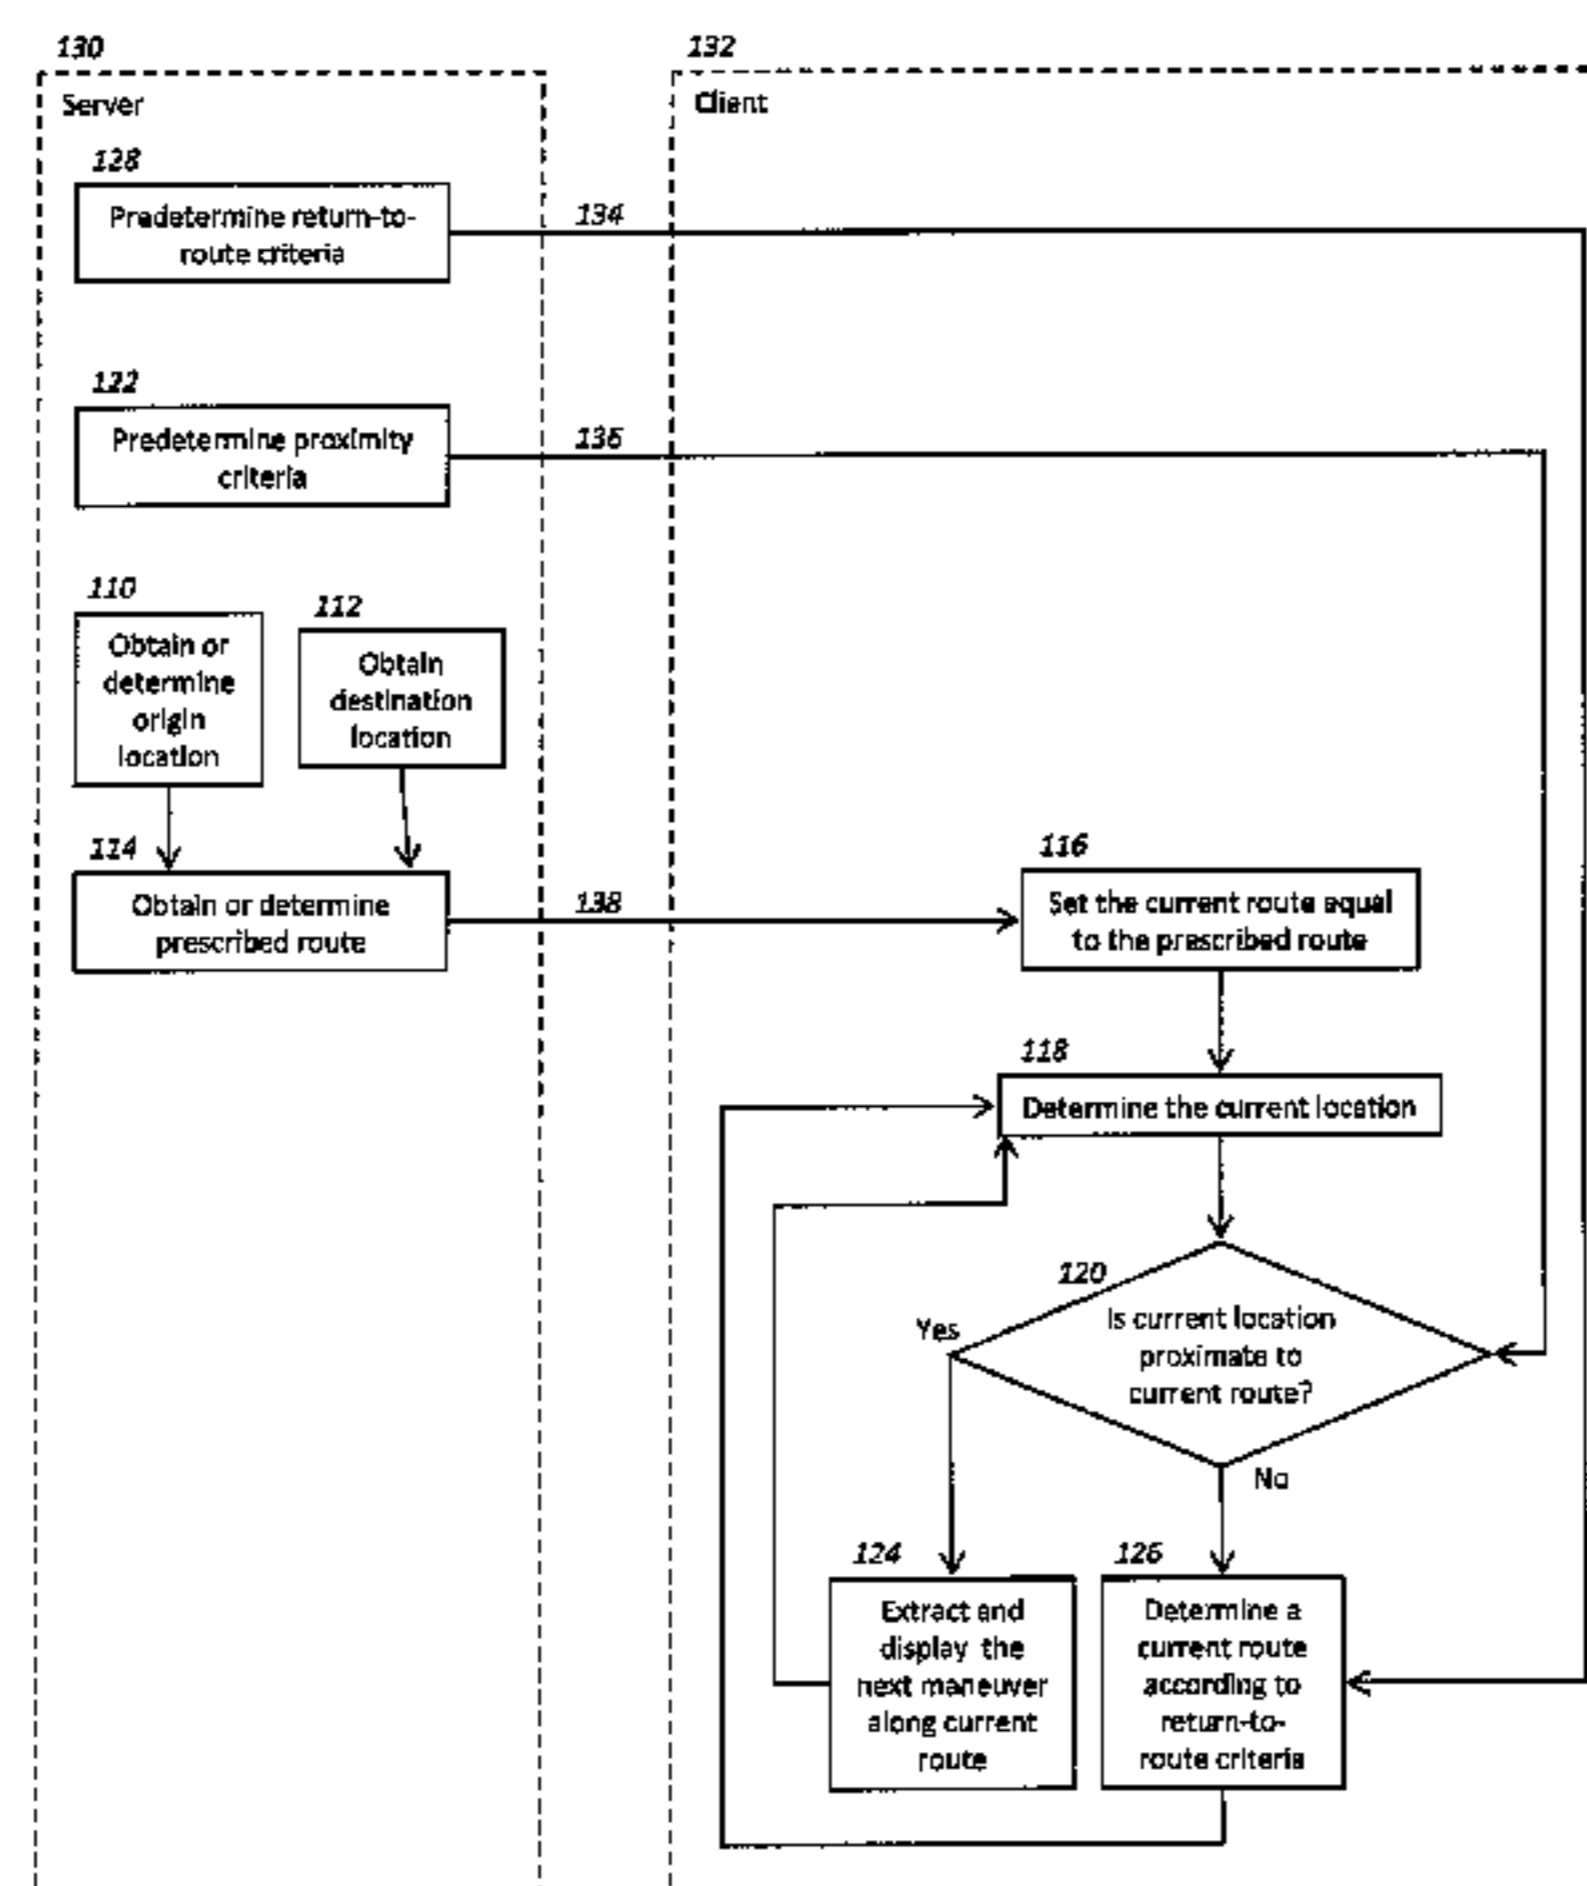 130
Server
128
Predetermine return-to-
route criteria
134
122
Predetermine proximity
criteria
136
110
Obtain or
determine
origin
location
112
Obtain
destination
location
114
Obtain or determine
prescribed route
138
132
Client
116
Set the current route equal
to the prescribed route
118
Determine the current location
120
Is current location
proximate to
current route?
Yes
No
124
Extract and
display the
next maneuver
along current
route
126
Determine a
current route
according to
return-to-
route criteria